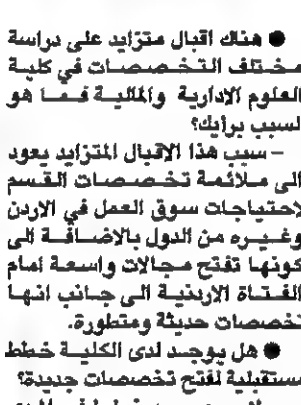 ● هناك اقبال متزايد على دراسة
مختلف التخصصات في كلية
العلوم الادارية والمالية فما هو
لسبب برأيك؟
– سبب هذا الاقبال المتزايد يعود
الى ملائمة تخصصات القسم
لاحتياجات سوق العمل في الاردن
وغيره من الدول بالاضافة الى
كونها تفتح مجالات واسعة امام
الفتاة الاردنية الى جانب انها
تخصصات حديثة ومتطورة.
● هل يوجد لدى الكلية خطط
مستقبلية لفتح تخصصات جديدة؟